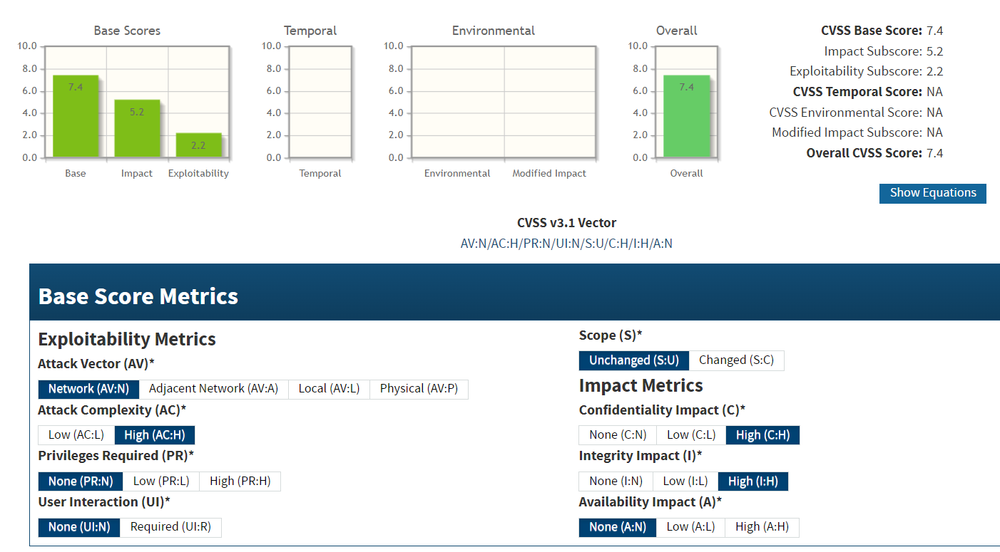 Base Scores
10.0
8.0
6.0
4.0
2.0
0.0
7.4
5.2
2.2
Base Impact Exploitability
Temporal
10.0
8.0
6.0
4.0
2.0
0.0
Temporal
Environmental
10.0
8.0
6.0
4.0
2.0
0.0
Environmental Modified Impact
Overall
10.0
8.0
6.0
4.0
2.0
0.0
7.4
Overall
CVSS Base Score: 7.4
Impact Subscore: 5.2
Exploitability Subscore: 2.2
CVSS Temporal Score: NA
CVSS Environmental Score: NA
Modified Impact Subscore: NA
Overall CVSS Score: 7.4
Show Equations
CVSS v3.1 Vector
AV:N/AC:H/PR:N/UI:N/S:U/C:H/I:H/A:N
Base Score Metrics
Exploitability Metrics
Attack Vector (AV)*
Network (AV:N) Adjacent Network (AV:A) Local (AV:L) Physical (AV:P)
Attack Complexity (AC)*
Low (AC:L) High (AC:H)
Privileges Required (PR)*
None (PR:N) Low (PR:L) High (PR:H)
User Interaction (UI)*
None (UI:N) Required (UI:R)
Scope (S)*
Unchanged (S:U) Changed (S:C)
Impact Metrics
Confidentiality Impact (C)*
None (C:N) Low (C:L) High (C:H)
Integrity Impact (I)*
None (I:N) Low (I:L) High (I:H)
Availability Impact (A)*
None (A:N) Low (A:L) High (A:H)